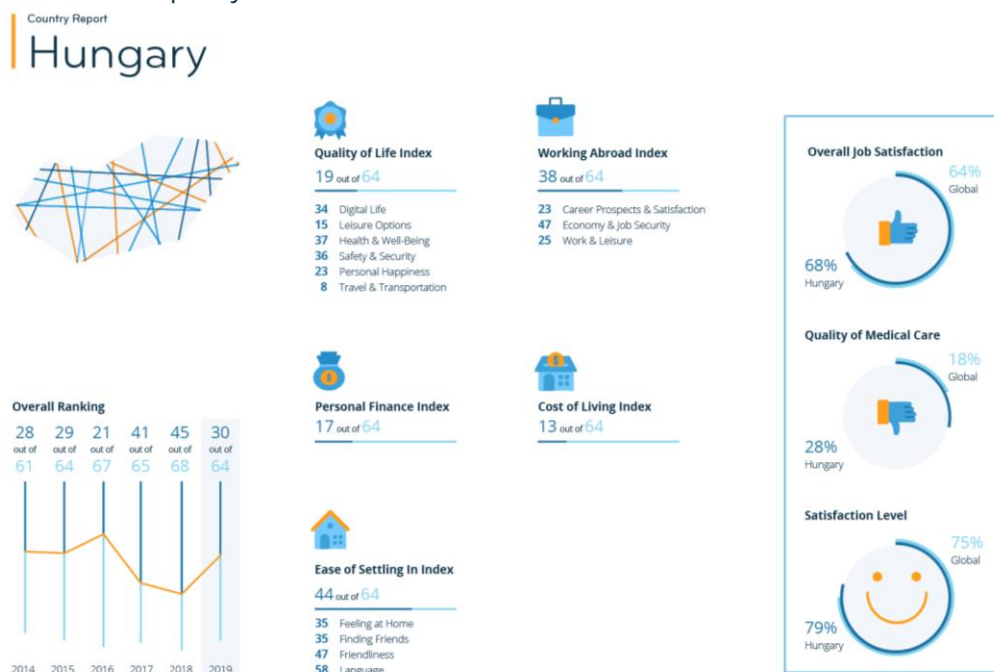 Country Report
Hungary
Quality of Life Index
19 out of 64
34 Digital Life
15 Leisure Options
37 Health & Well-Being
36 Safety & Security
23 Personal Happiness
8 Travel & Transportation
Working Abroad Index
38 out of 64
23 Career Prospects & Satisfaction
47 Economy & Job Security
25 Work & Leisure
Personal Finance Index
17 out of 64
Cost of Living Index
13 out of 64
Ease of Settling In Index
44 out of 64
35 Feeling at Home
35 Finding Friends
47 Friendliness
58 Language
Overall Ranking
28 29 21 41 45 30
out of out of out of out of out of out of
61 64 67 65 68 64
2014 2015 2016 2017 2018 2019
Overall Job Satisfaction
64%
Global
68%
Hungary
Quality of Medical Care
18%
Global
28%
Hungary
Satisfaction Level
75%
Global
79%
Hungary